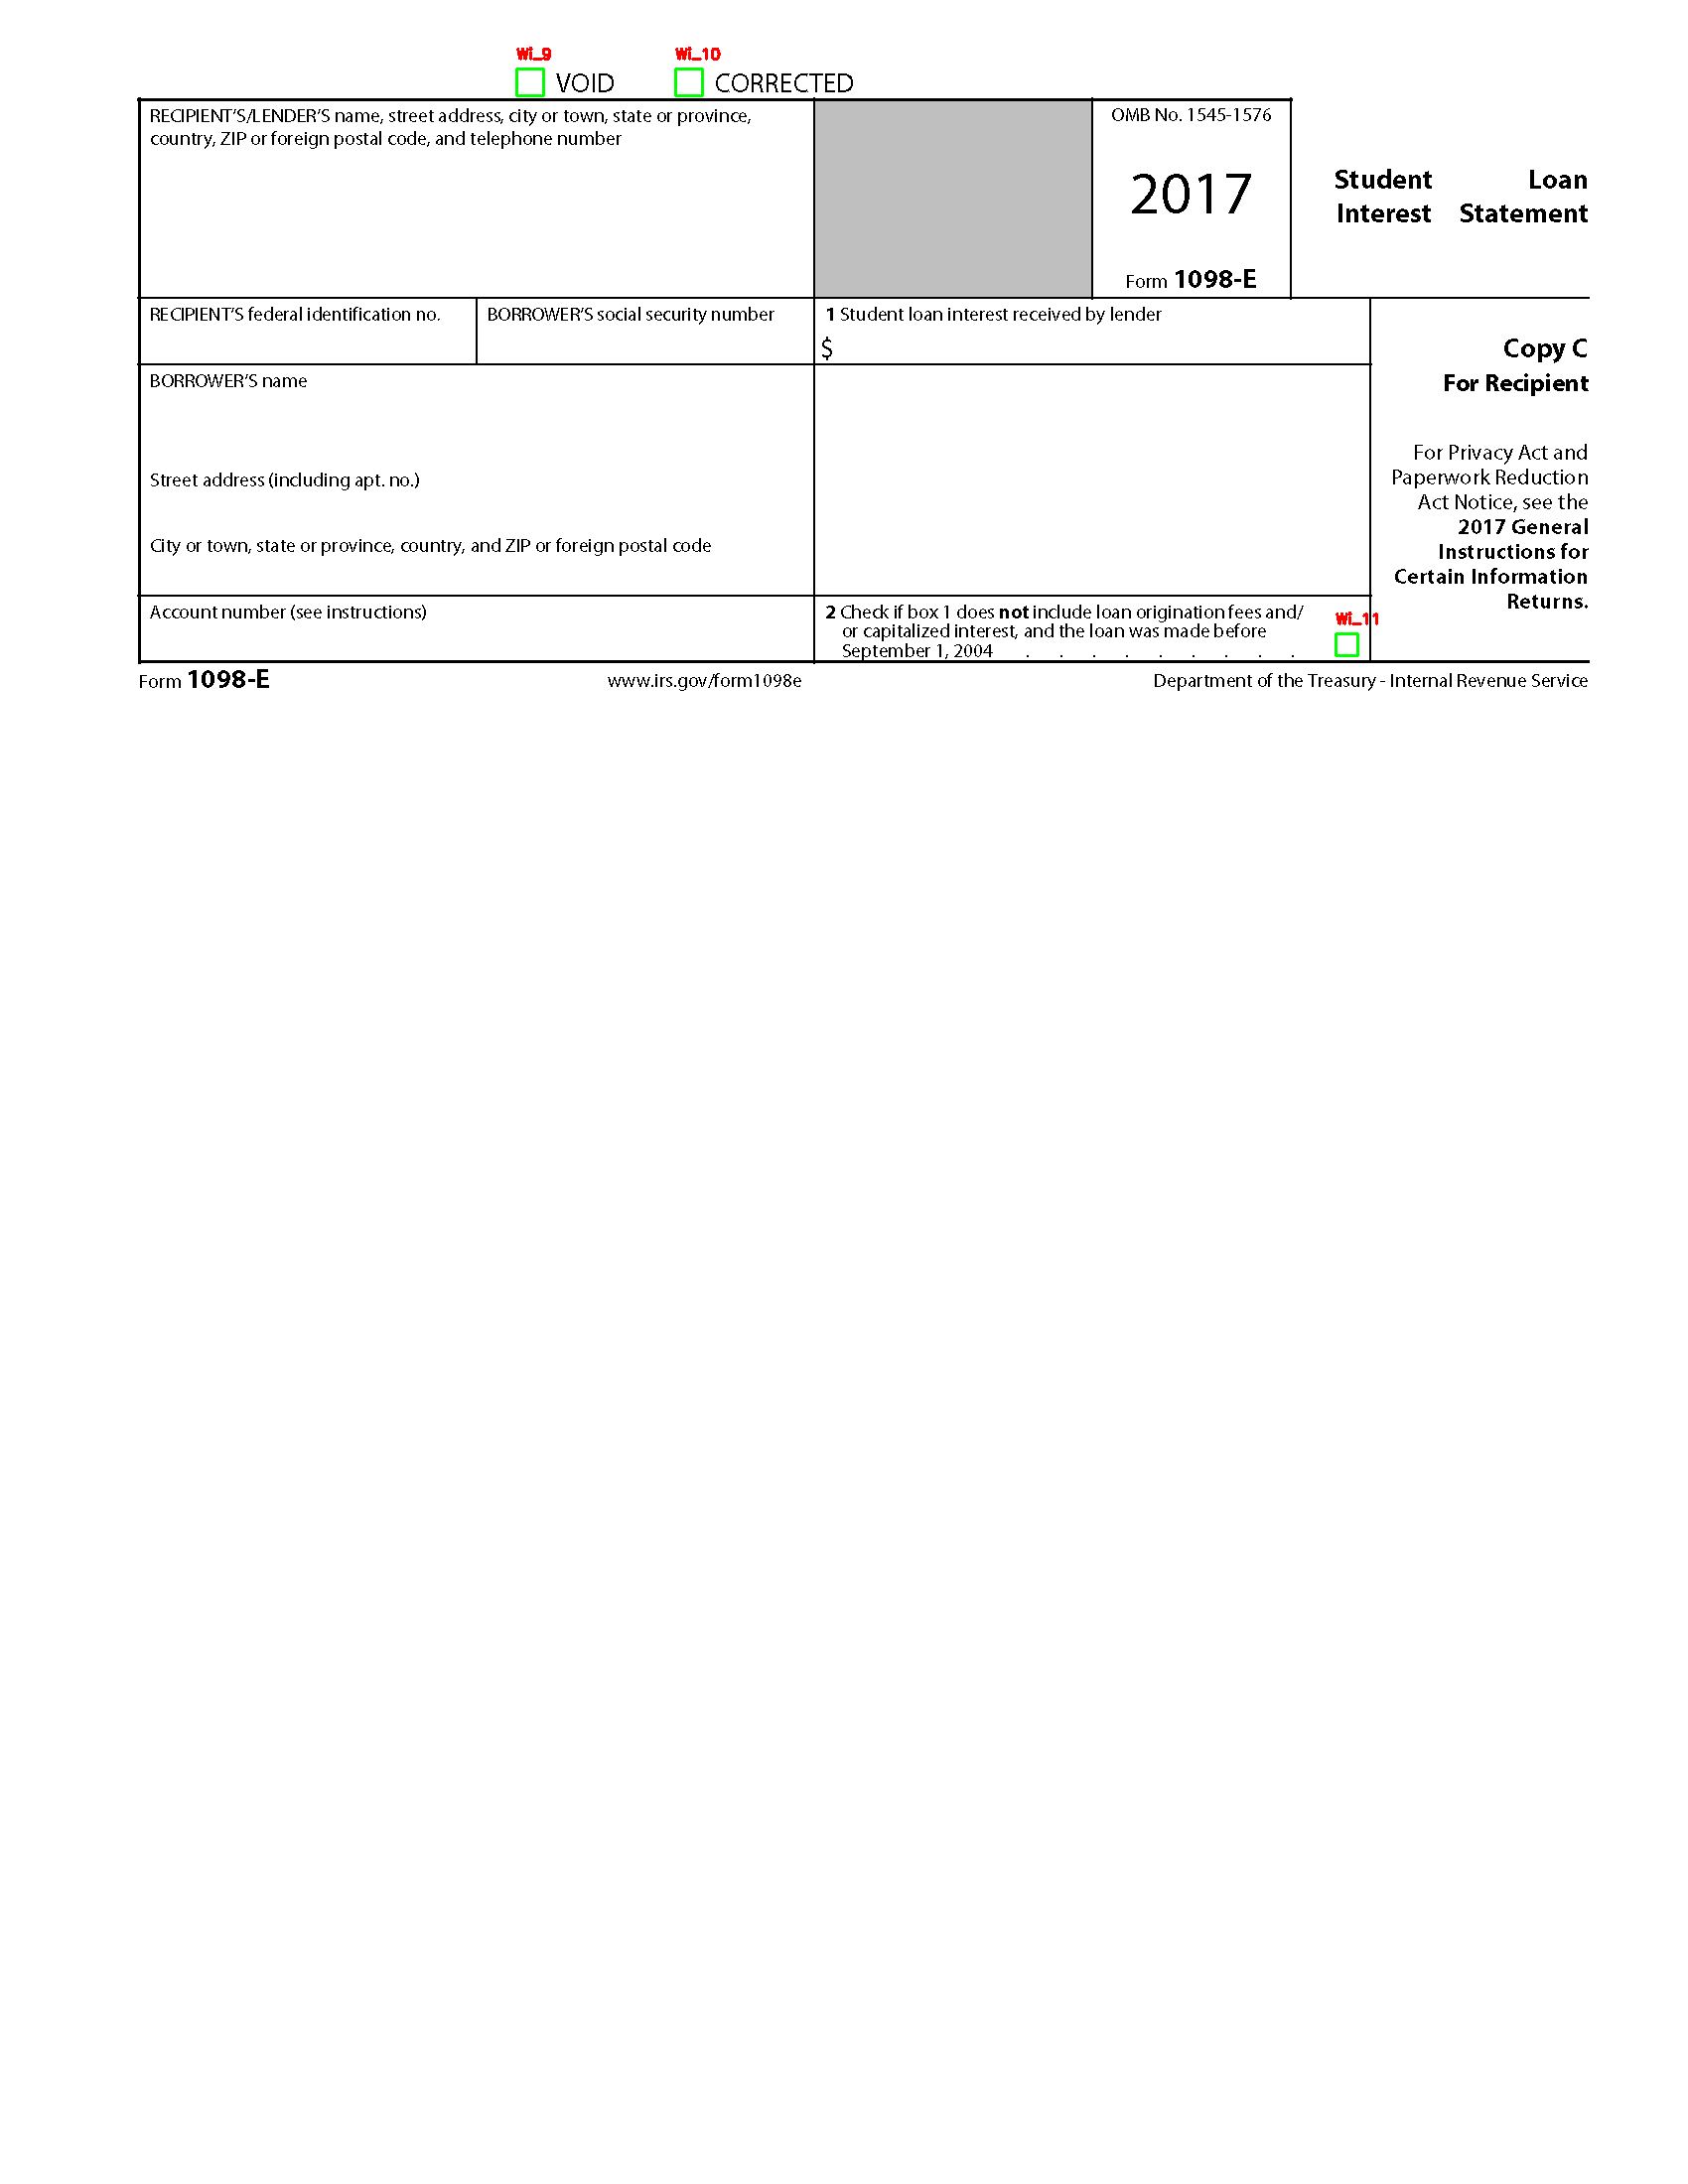 Wi_9
Wi_10
VOID
CORRECTED
RECIPIENT'S/LENDER'S name, street address, city or town, state or province,
country, ZIP or foreign postal code, and telephone number
OMB No. 1545-1576
2017
Form 1098-E
Student Loan
Interest Statement
RECIPIENT'S federal identification no.
BORROWER'S social security number
1 Student loan interest received by lender
$
Copy C
For Recipient
BORROWER'S name
Street address (including apt. no.)
City or town, state or province, country, and ZIP or foreign postal code
For Privacy Act and
Paperwork Reduction
Act Notice, see the
2017 General
Instructions for
Certain Information
Returns.
Account number (see instructions)
2 Check if box 1 does not include loan origination fees and/
or capitalized interest, and the loan was made before
September 1, 2004 . . . . . . . . .
Wi_11
Form 1098-E
www.irs.gov/form1098e
Department of the Treasury - Internal Revenue Service